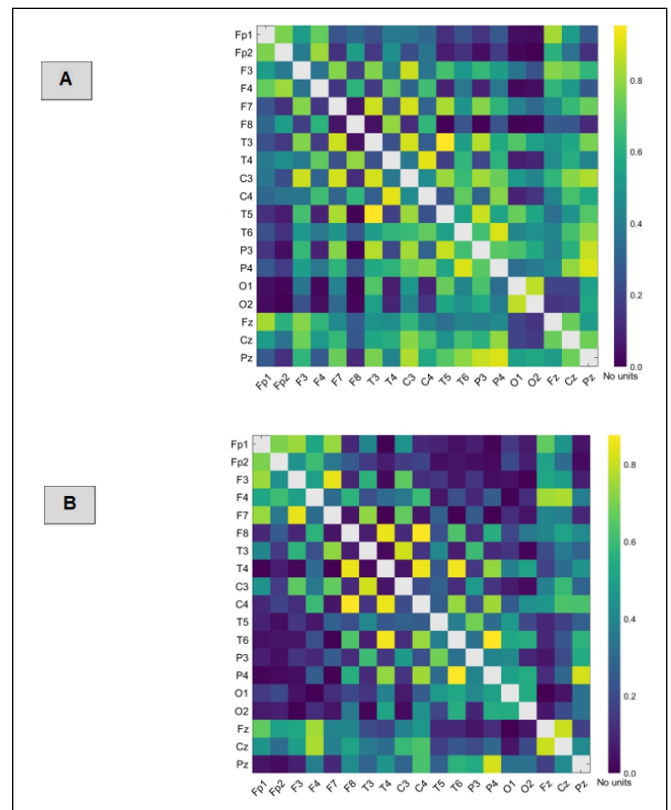 A
Fp1
Fp2
F3
F4
F7
F8
T3
T4
C3
C4
T5
T6
P3
P4
O1
O2
Fz
Cz
Pz
Fp1 Fp2 F3 F4 F7 F8 T3 T4 C3 C4 T5 T6 P3 P4 O1 O2 Fz Cz Pz
0.8
0.6
0.4
0.2
0.0
No units
B
Fp1
Fp2
F3
F4
F7
F8
T3
T4
C3
C4
T5
T6
P3
P4
O1
O2
Fz
Cz
Pz
Fp1 Fp2 F3 F4 F7 F8 T3 T4 C3 C4 T5 T6 P3 P4 O1 O2 Fz Cz Pz
0.8
0.6
0.4
0.2
0.0
No units